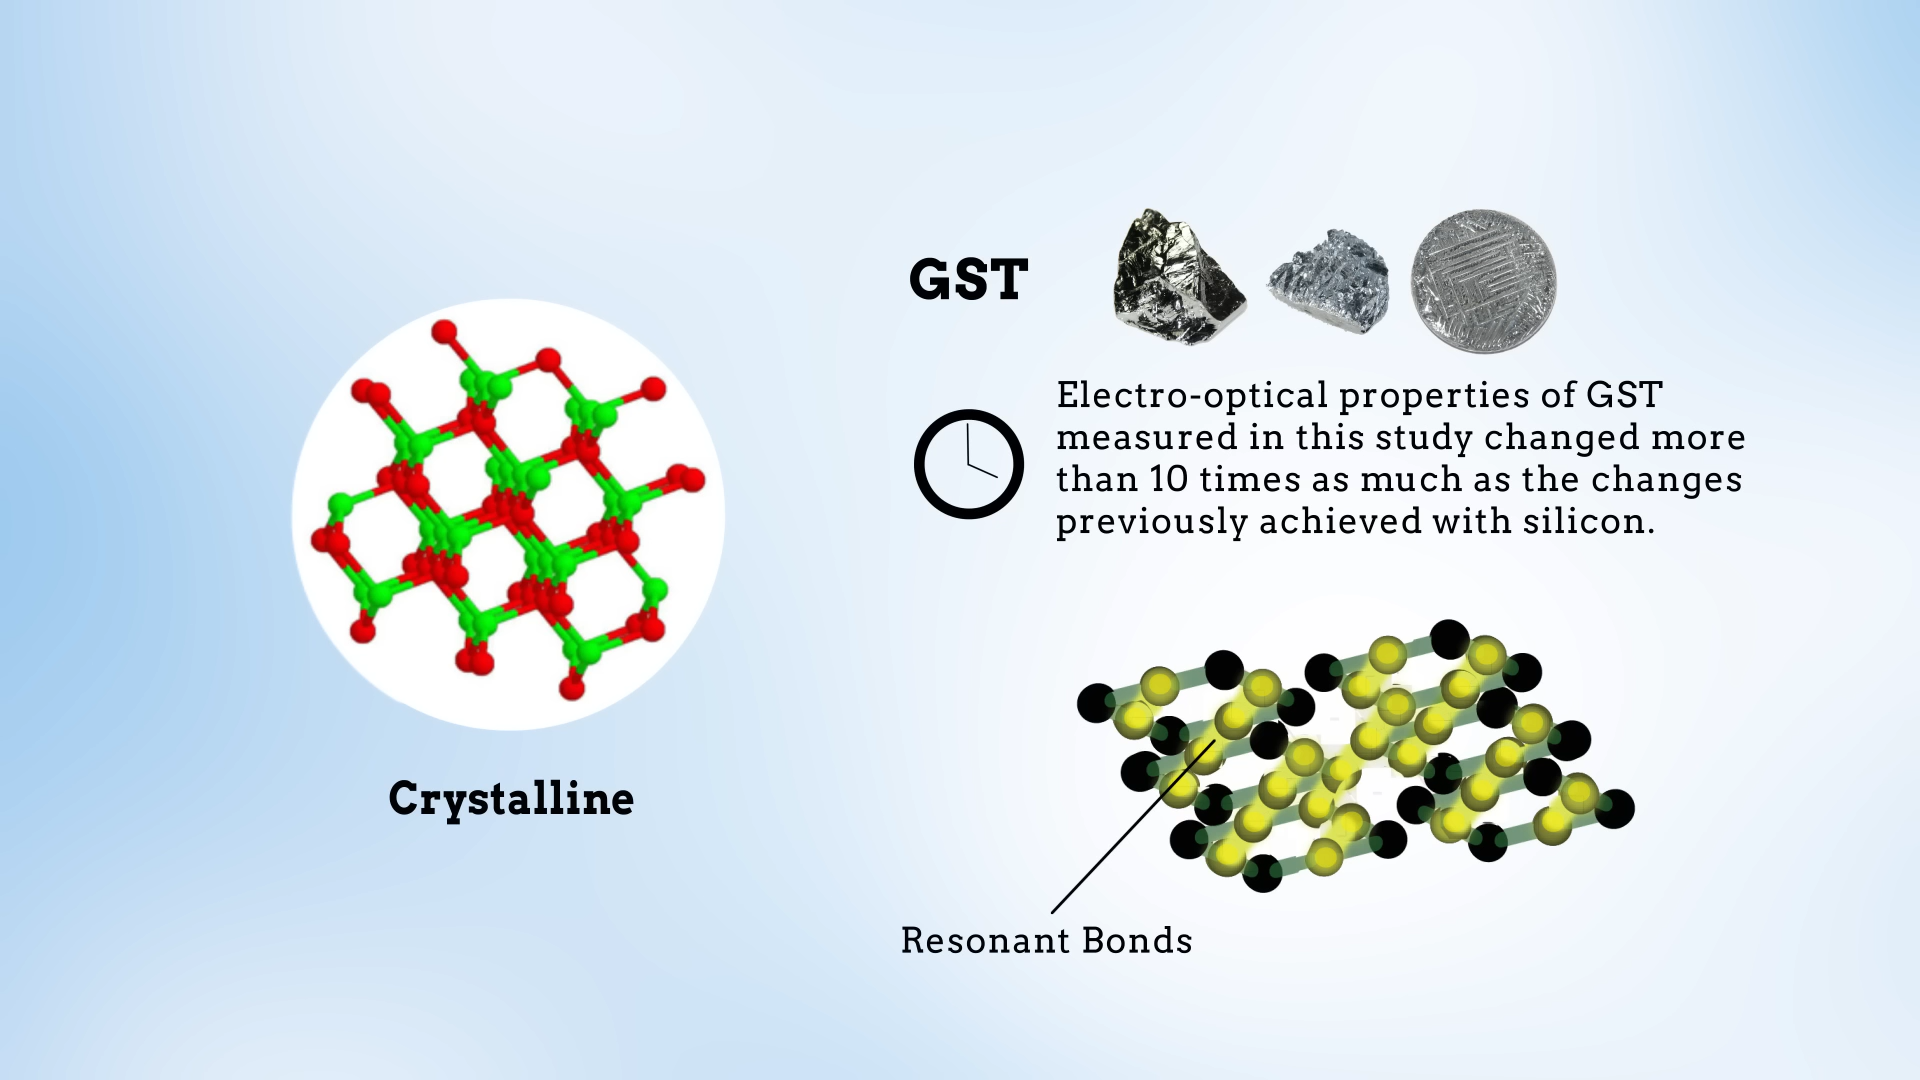 GST
Electro-optical properties of GST
measured in this study changed more
than 10 times as much as the changes
previously achieved with silicon.
Crystalline
Resonant Bonds